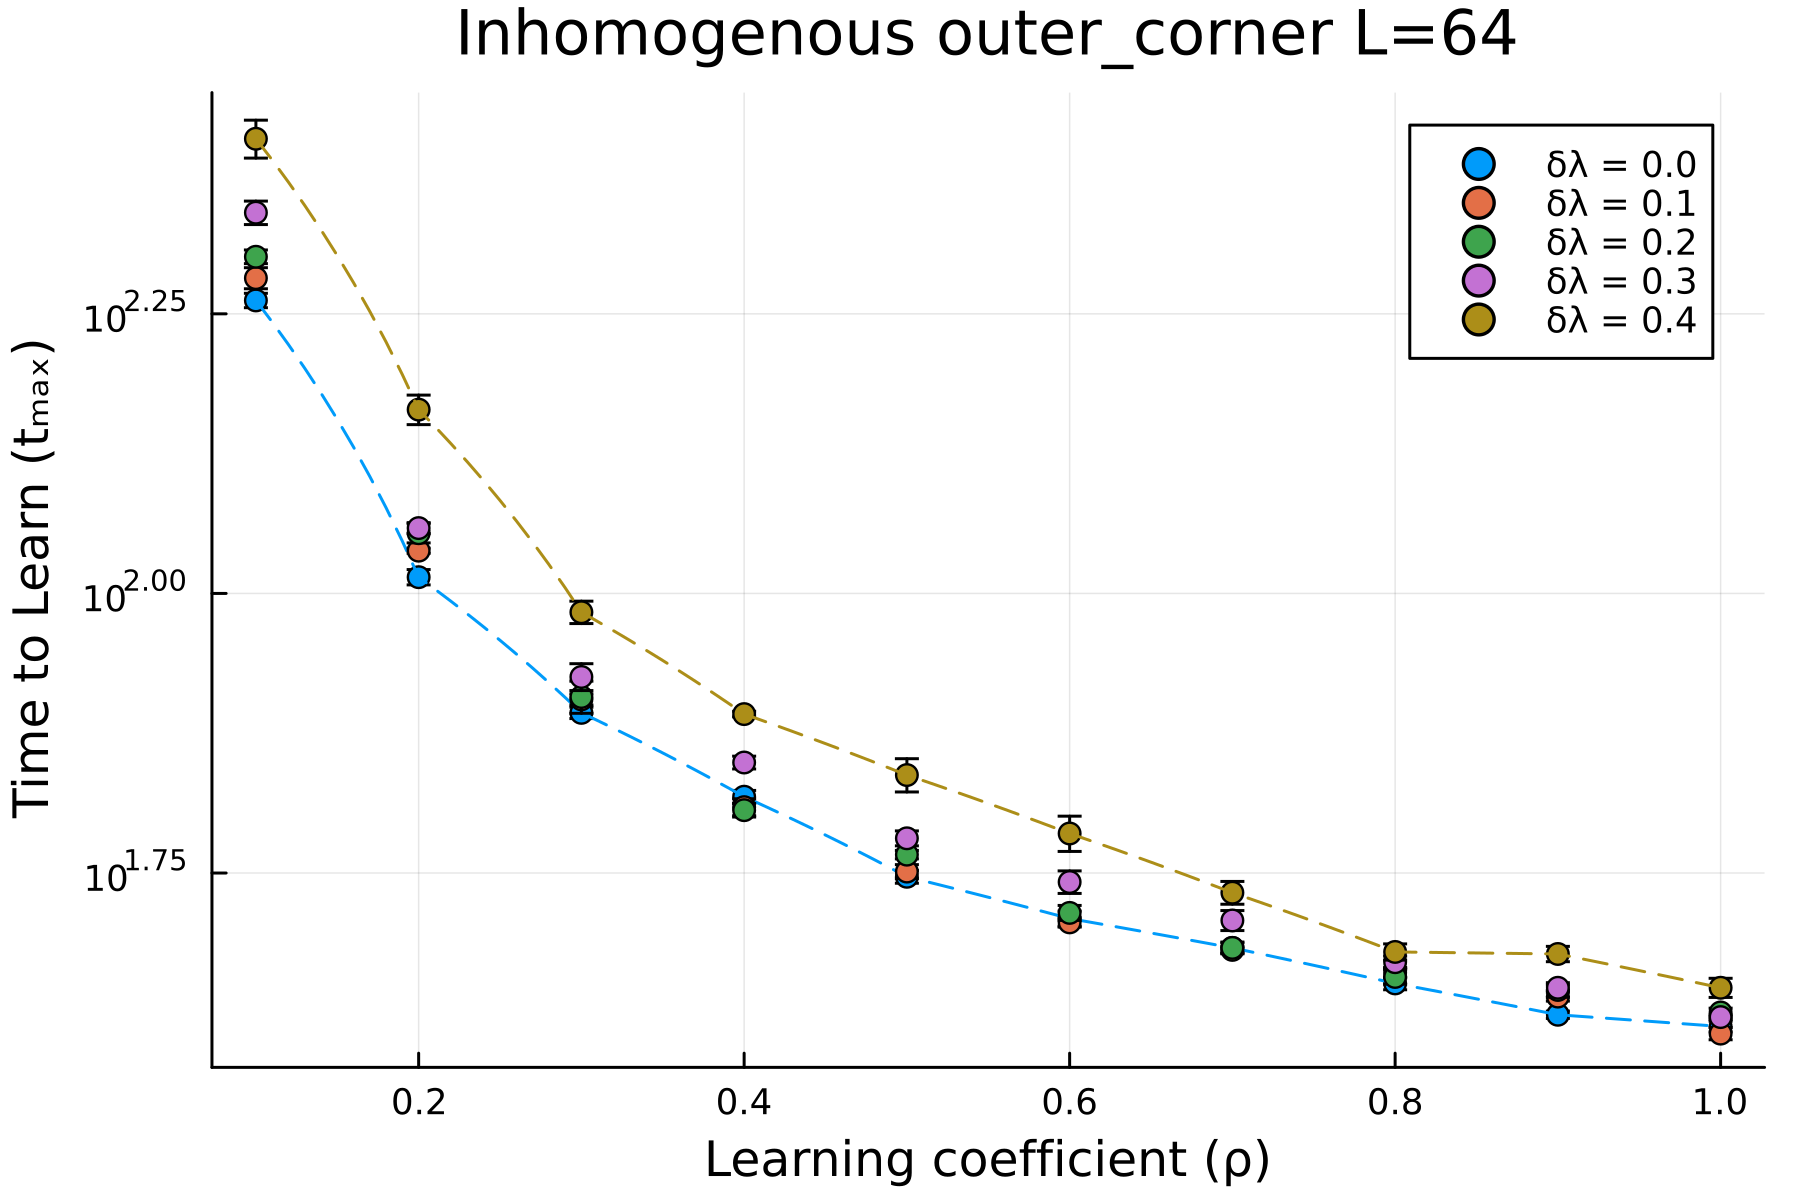 Inhomogenous outer_corner L=64
δλ = 0.0
δλ = 0.1
δλ = 0.2
δλ = 0.3
δλ = 0.4
Time to Learn (tₘₐₓ)
10^2.25
10^2.00
10^1.75
0.2 0.4 0.6 0.8 1.0
Learning coefficient (ρ)